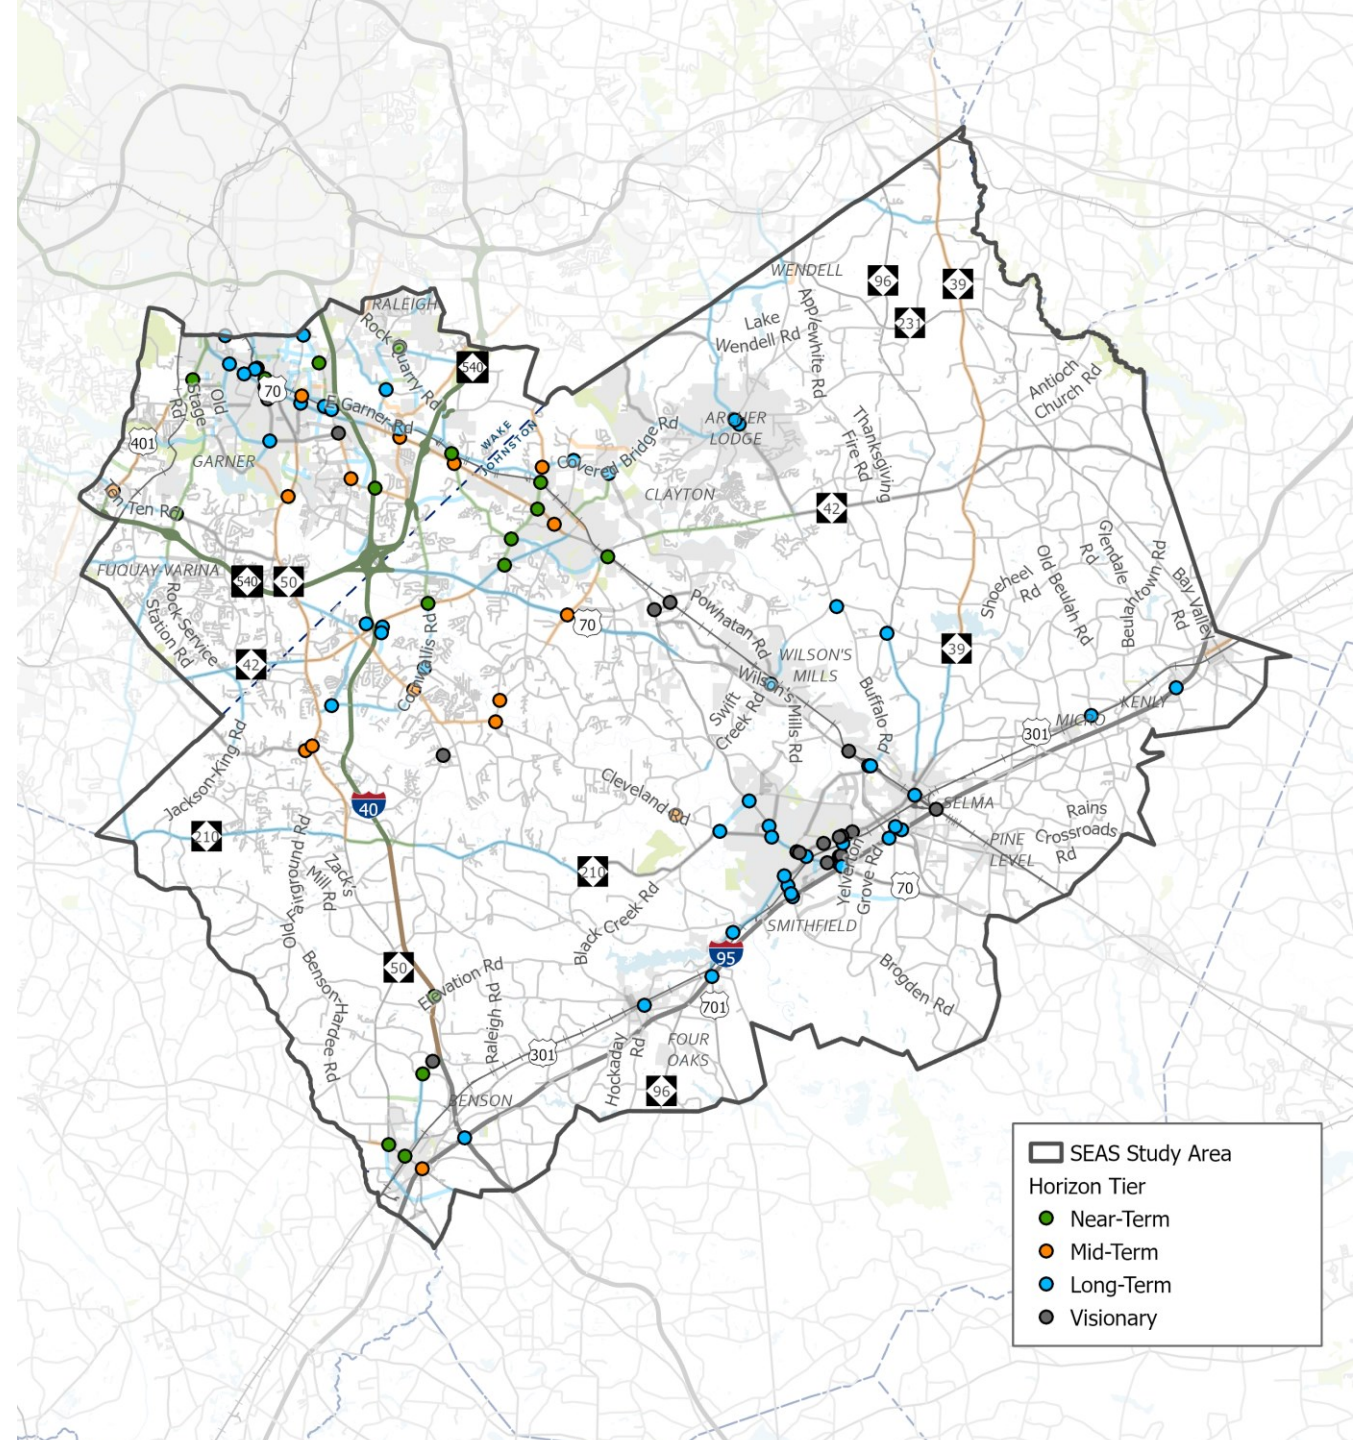 RALEIGH
Rock Quarry Rd
540
WENDELL
96
39
231
Lake
Wendell Rd
Applewhite Rd
Antioch
Church Rd
Old
Stage
Rd
70
E Garner Rd
401
GARNER
WAKE
JOHNSTON
Covered Bridge Rd
ARCHER
LODGE
Thanksgiving
Fire Rd
CLAYTON
42
Ten Rd
FUQUAY VARINA
540
50
Rock Service
Station Rd
42
Cornwallis Rd
70
Powhatan Rd
WILSON'S
MILLS
Wilson's Mills Rd
Swift
Creek Rd
Buffalo Rd
39
Shoeheel
Rd
Old Beulah Rd
Glendale
Rd
Beulahtown Rd
Bay Valley
Rd
KENLY
MICRO
301
Jackson-King Rd
40
210
Cleveland Rd
SELMA
PINE
LEVEL
Rains
Crossroads
Rd
Old Fairground Rd
Zack's
Mill Rd
210
Black Creek Rd
Yelverton
Grove Rd
70
SMITHFIELD
95
Brogden Rd
50
Elevation Rd
Benson-Hardee Rd
Raleigh Rd
701
301
Hockaday
Rd
FOUR
OAKS
96
BENSON
SEAS Study Area
Horizon Tier
Near-Term
Mid-Term
Long-Term
Visionary